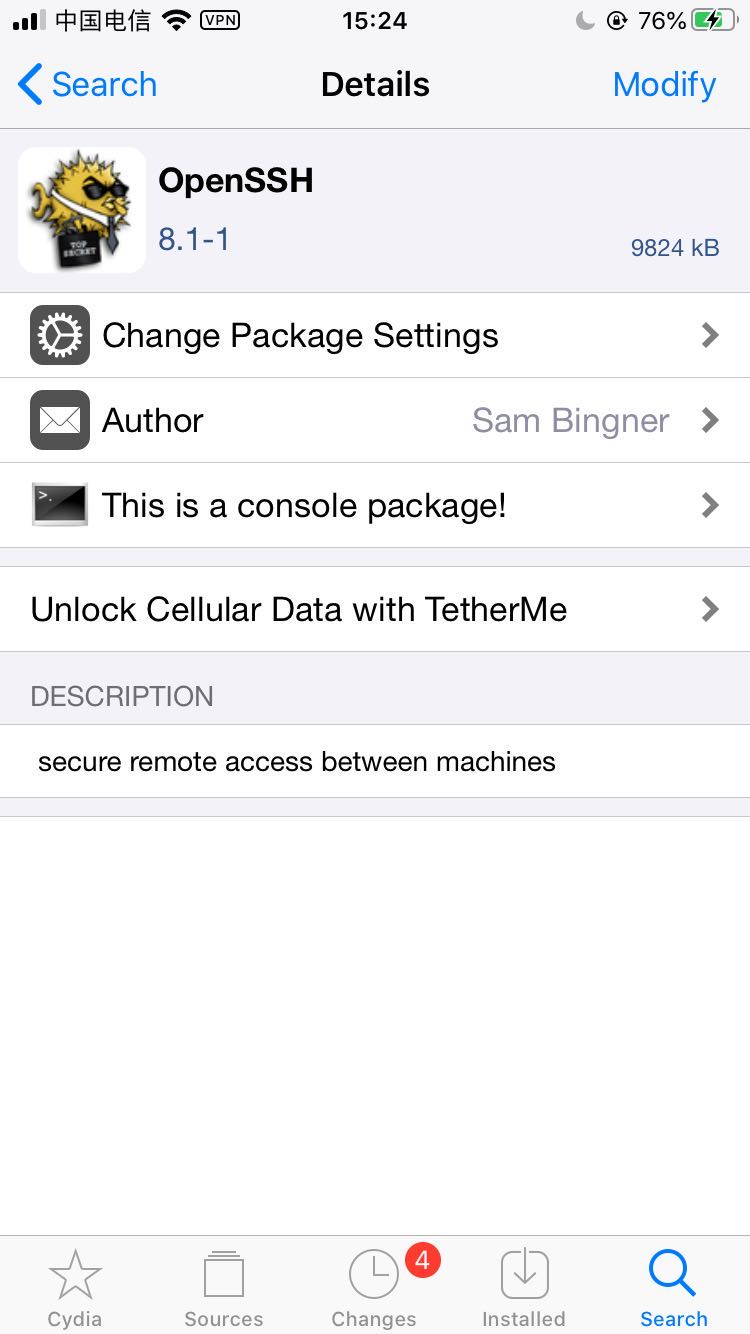 中国电信 VPN 15:24 76%
Search Details Modify
OpenSSH
8.1-1 9824 kB
TOP
SECRET
Change Package Settings
Author Sam Bingner
>. This is a console package!
Unlock Cellular Data with TetherMe
DESCRIPTION
secure remote access between machines
4
Cydia Sources Changes Installed Search